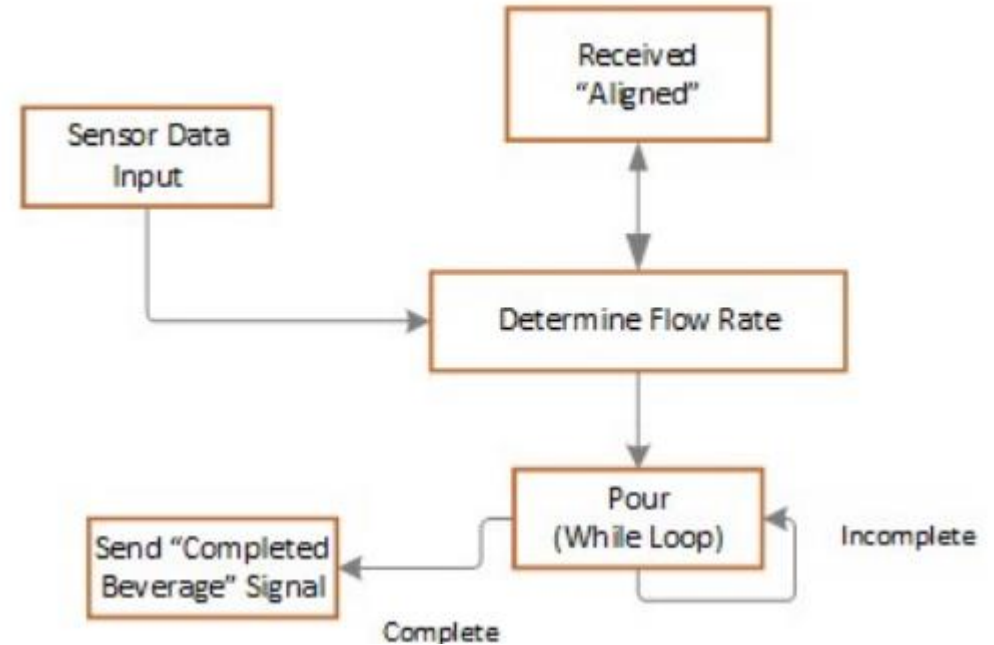 Received
“Aligned”
Sensor Data
Input
Determine Flow Rate
Pour
(While Loop)
Incomplete
Send “Completed
Beverage” Signal
Complete